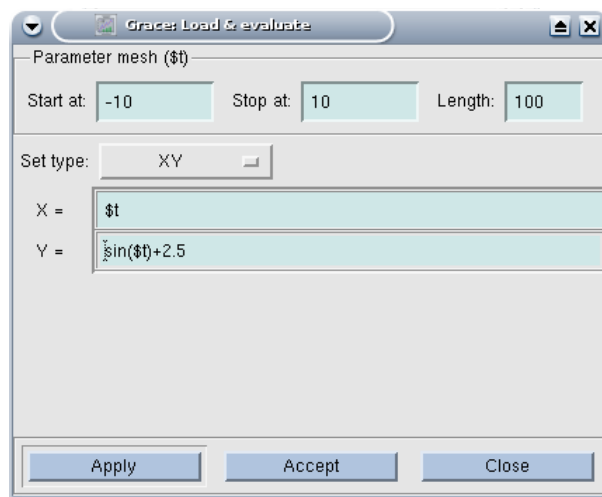 Grace: Load & evaluate
Parameter mesh ($t)
Start at: -10 Stop at: 10 Length: 100
Set type: XY
X = $t
Y = sin($t)+2.5
Apply Accept Close